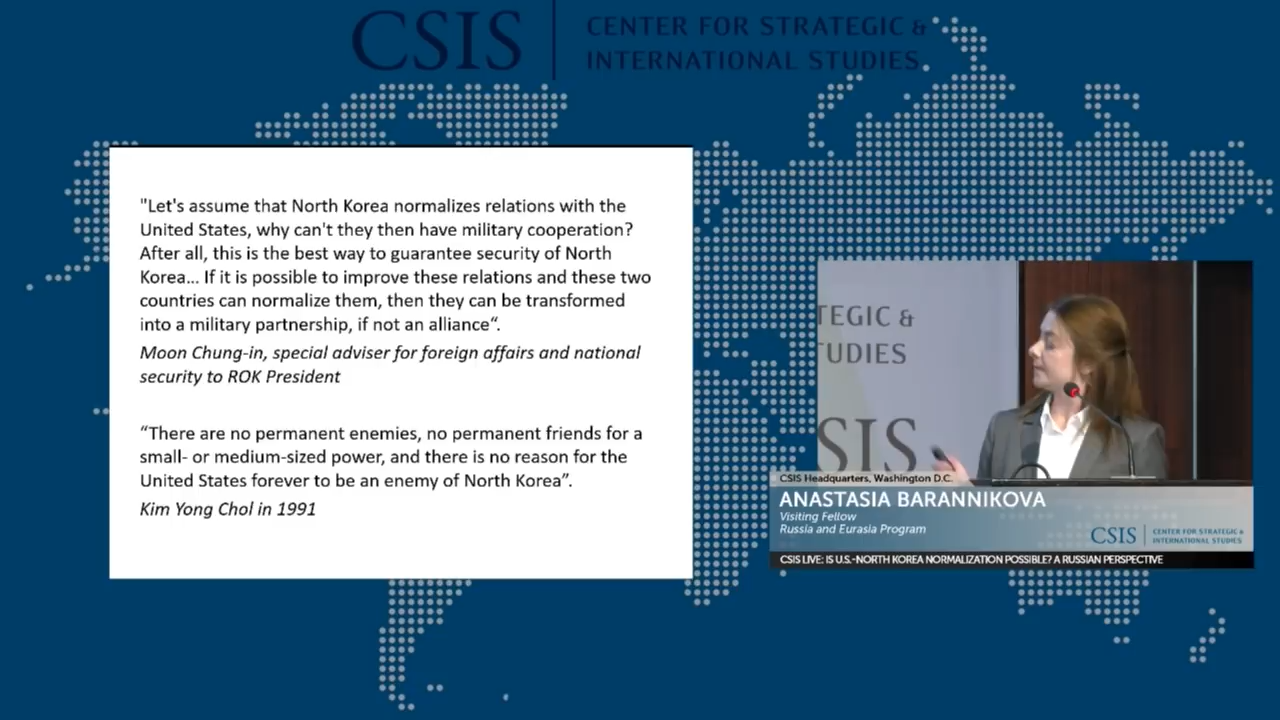 CSIS
CENTER FOR STRATEGIC &
INTERNATIONAL STUDIES
"Let's assume that North Korea normalizes relations with the
United States, why can't they then have military cooperation?
After all, this is the best way to guarantee security of North
Korea... If it is possible to improve these relations and these two
countries can normalize them, then they can be transformed
into a military partnership, if not an alliance“.
Moon Chung-in, special adviser for foreign affairs and national
security to ROK President
“There are no permanent enemies, no permanent friends for a
small- or medium-sized power, and there is no reason for the
United States forever to be an enemy of North Korea”.
Kim Yong Chol in 1991
TEGIC &
TUDIES
SIS
CSIS Headquarters, Washington D.C.
ANASTASIA BARANNIKOVA
Visiting Fellow
Russia and Eurasia Program
CSIS
CENTER FOR STRATEGIC &
INTERNATIONAL STUDIES
CSIS LIVE: IS U.S.-NORTH KOREA NORMALIZATION POSSIBLE? A RUSSIAN PERSPECTIVE